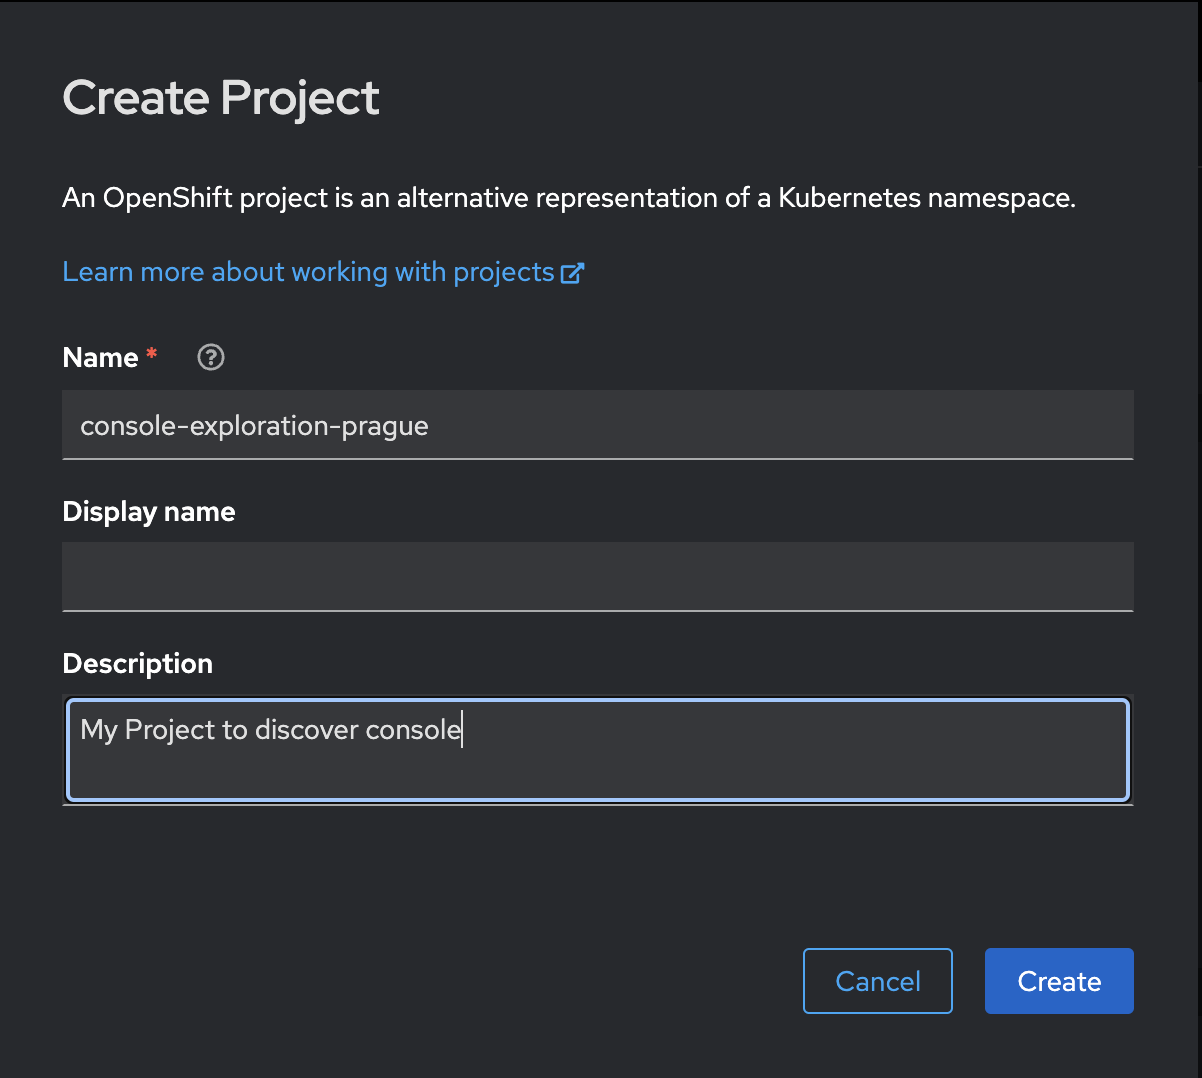 Create Project
An OpenShift project is an alternative representation of a Kubernetes namespace.
Learn more about working with projects
Name *
console-exploration-prague
Display name
Description
My Project to discover console
Cancel
Create